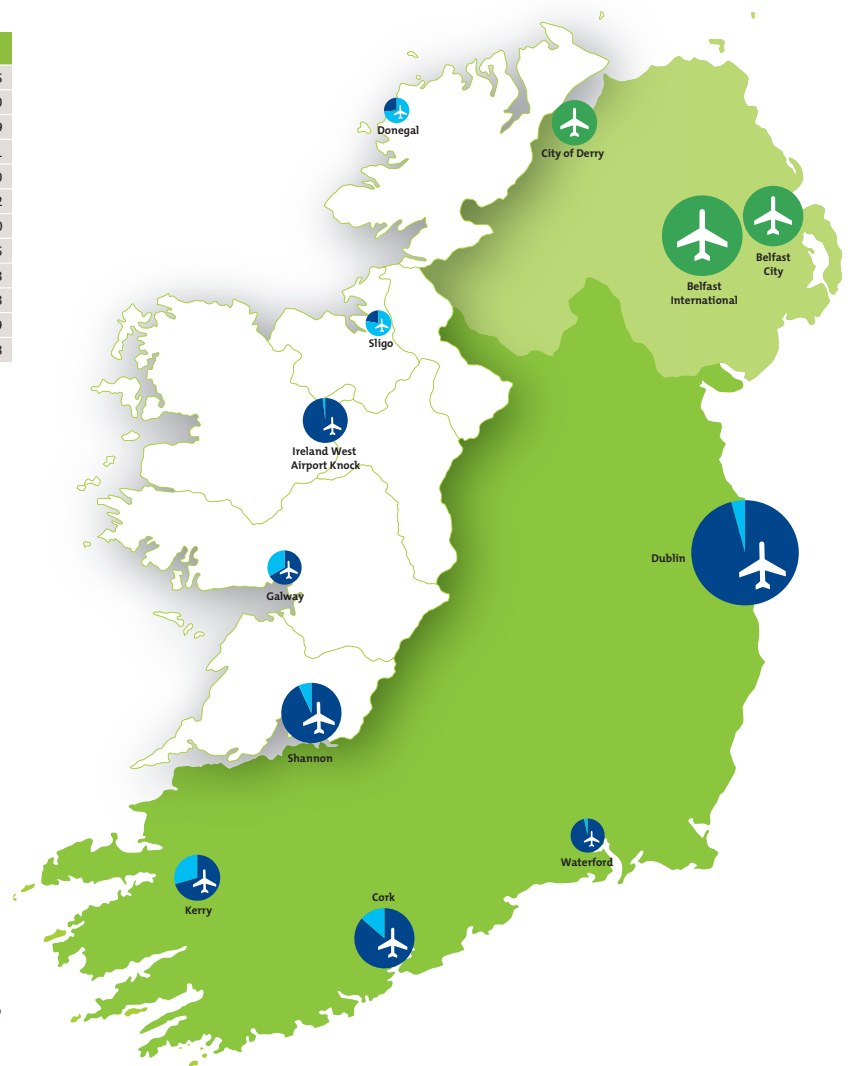 Donegal
City of Derry
Belfast
City
Belfast
International
Sligo
Ireland West
Airport Knock
Dublin
Galway
Shannon
Waterford
Kerry
Cork